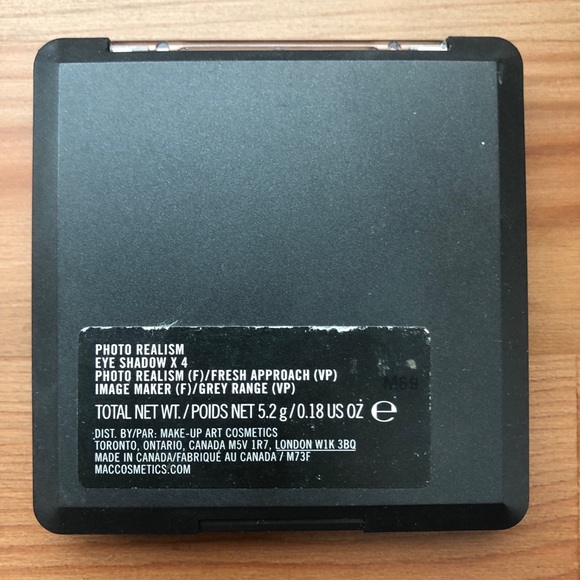 PHOTO REALISM
EYE SHADOW X 4
PHOTO REALISM (F)/FRESH APPROACH (VP)
IMAGE MAKER (F)/GREY RANGE (VP)
M69
TOTAL NET WT./POIDS NET 5.2 g/0.18 US OZ ℮
DIST. BY/PAR: MAKE-UP ART COSMETICS
TORONTO, ONTARIO, CANADA M5V 1R7, LONDON W1K 3BQ
MADE IN CANADA/FABRIQUÉ AU CANADA / M73F
MACCOSMETICS.COM